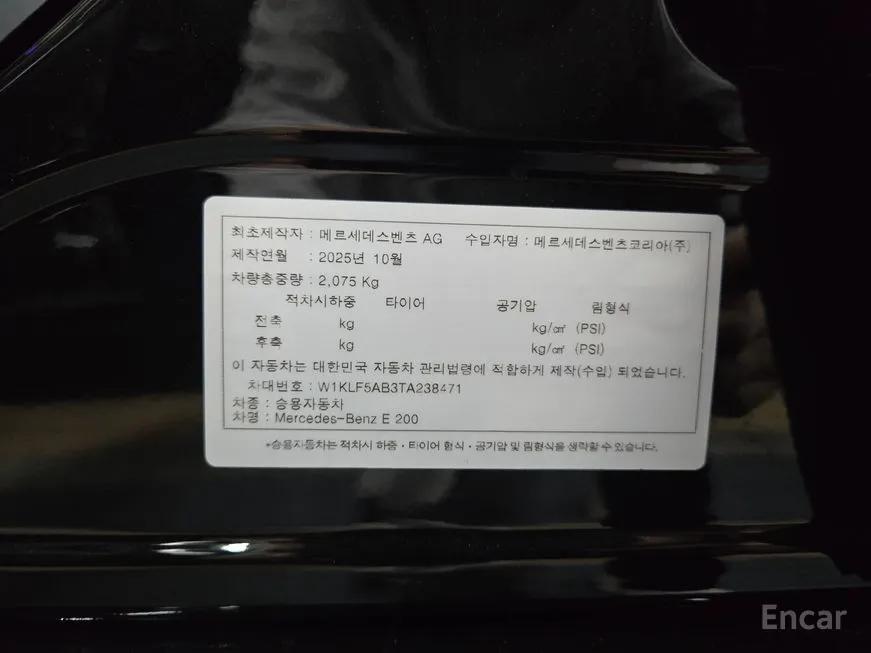 최초제작자 : 메르세데스벤츠 AG 수입자명 : 메르세데스벤츠코리아(주)
제작연월 : 2025년 10월
차량총중량 : 2,075 Kg
적차시하중 타이어 공기압 림형식
전축 kg kg/㎠ (PSI)
후축 kg kg/㎠ (PSI)
이 자동차는 대한민국 자동차 관리법령에 적합하게 제작(수입) 되었습니다.
차대번호 : W1KLF5AB3TA238471
차종 : 승용자동차
차명 : Mercedes-Benz E 200
*승용자동차는 적차시 하중·타이어 형식·공기압 및 림형식을 생략할 수 있습니다.
Encar